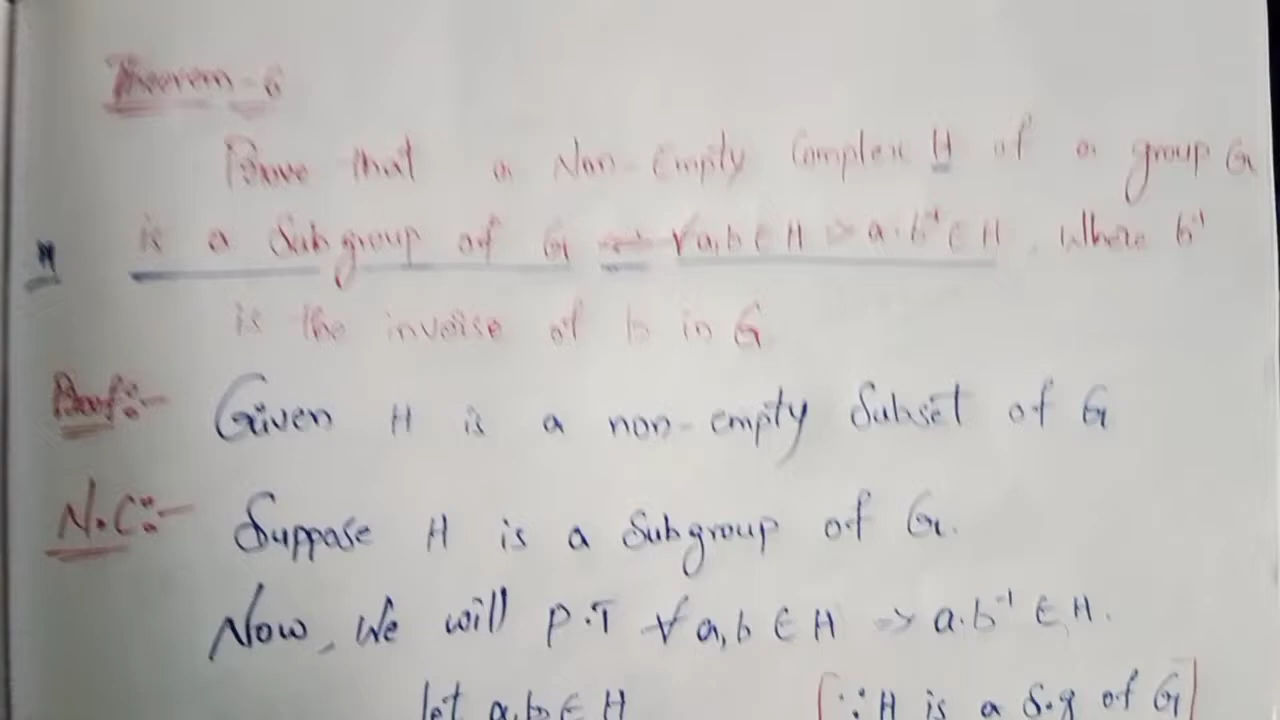 Theorem-6
Prove that a Non-Empty Complex H of a group G
is a Subgroup of G ⇔ ∀ a,b ∈ H ⇒ a.b⁻¹ ∈ H. Where b⁻¹
is the inverse of b in G
Proof:-
Given H is a non-empty Subset of G
N.C:-
Suppose H is a Subgroup of G.
Now, We will P.T ∀ a,b ∈ H ⇒ a.b⁻¹ ∈ H.
let a,b ∈ H [∵ H is a S.g of G]